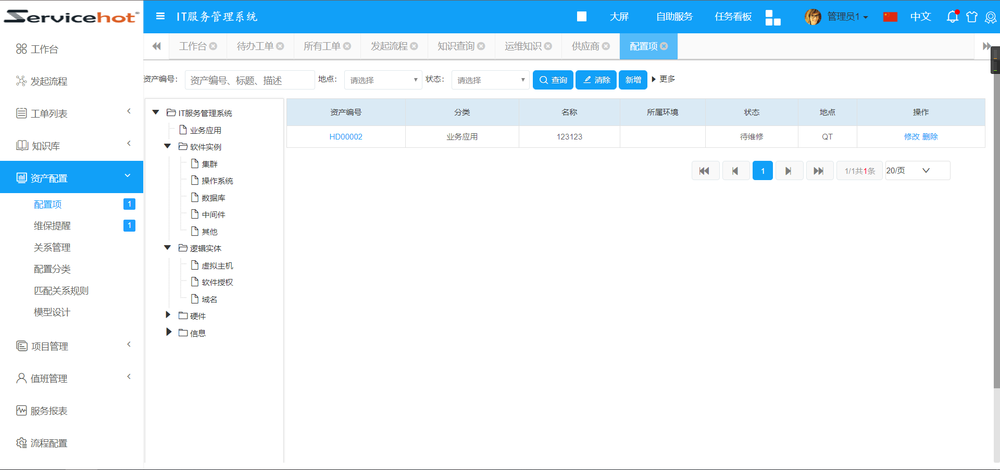 Servicehot
IT服务管理系统
大屏
自助服务
任务看板
管理员1
中文
工作台
发起流程
工单列表
知识库
资产配置
配置项 1
维保提醒 1
关系管理
配置分类
匹配关系规则
模型设计
项目管理
值班管理
服务报表
流程配置
工作台
待办工单
所有工单
发起流程
知识查询
运维知识
供应商
配置项
资产编号: 资产编号、标题、描述 地点: 请选择 状态: 请选择 查询 清除 新增 更多
IT服务管理系统
业务应用
软件实例
集群
操作系统
数据库
中间件
其他
逻辑实体
虚拟主机
软件授权
域名
硬件
信息
资产编号 分类 名称 所属环境 状态 地点 操作
HD00002 业务应用 123123 待维修 QT 修改 删除
1 1/1共1条 20/页